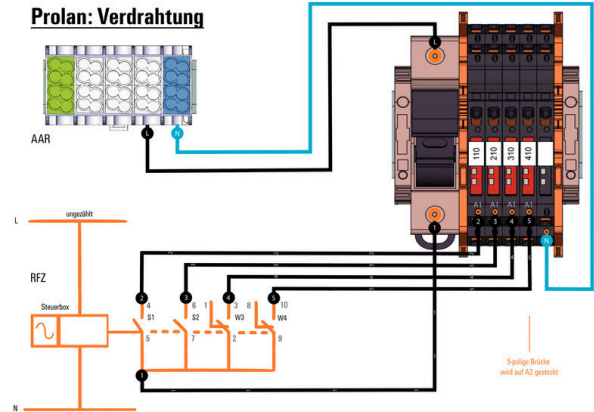 Prolan: Verdrahtung
AAR
L
N
L
110
210
310
410
A1
A1
A1
A1
2
3
4
5
1
N
L
ungezählt
RFZ
Steuerbox
2
3
4
5
4
6
1
3
8
10
S1
S2
W3
W4
5
7
2
9
1
N
5-polige Brücke
wird auf A2 gesteckt